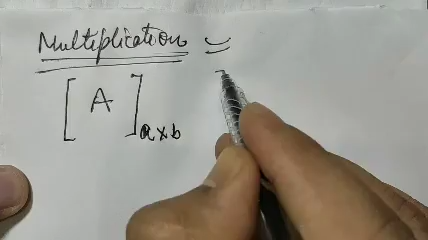 Multiplication =
[ A ] a×b